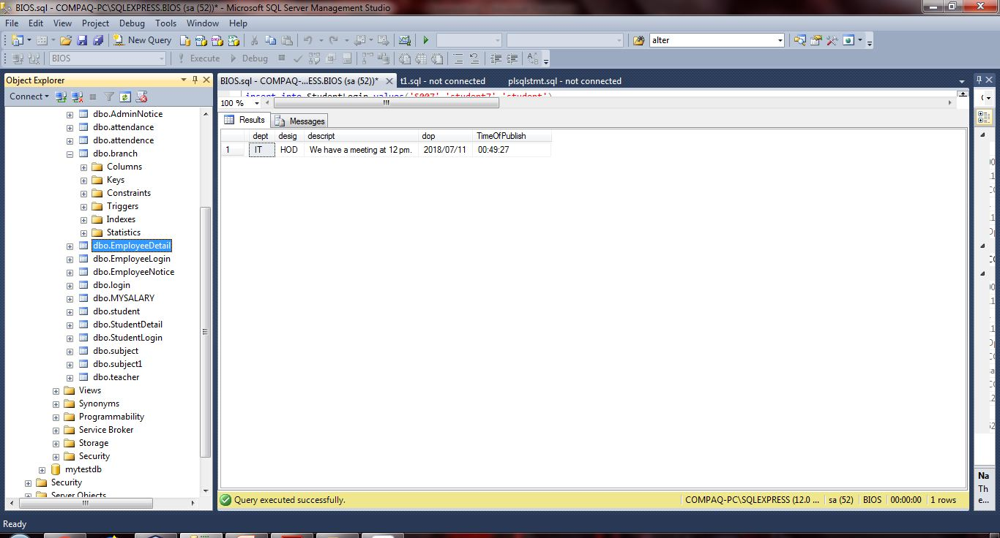 BIOS.sql - COMPAQ-PC\SQLEXPRESS.BIOS (sa (52))* - Microsoft SQL Server Management Studio
File Edit View Project Debug Tools Window Help
New Query alter
BIOS Execute Debug
Object Explorer
Connect
dbo.AdminNotice
dbo.attendance
dbo.attendence
dbo.branch
Columns
Keys
Constraints
Triggers
Indexes
Statistics
dbo.EmployeeDetail
dbo.EmployeeLogin
dbo.EmployeeNotice
dbo.login
dbo.MYSALARY
dbo.student
dbo.StudentDetail
dbo.StudentLogin
dbo.subject
dbo.subject1
dbo.teacher
Views
Synonyms
Programmability
Service Broker
Storage
Security
mytestdb
Security
Server Objects
BIOS.sql - COMPAQ-...ESS.BIOS (sa (52))* t1.sql - not connected plsqlstmt.sql - not connected
insert into StudentLogin values('S007','student7','student')
100 %
Results Messages
dept desig descript dop TimeOfPublish
1 IT HOD We have a meeting at 12 pm. 2018/07/11 00:49:27
Query executed successfully. COMPAQ-PC\SQLEXPRESS (12.0 ... sa (52) BIOS 00:00:00 1 rows
Na
Th
e...
Ready